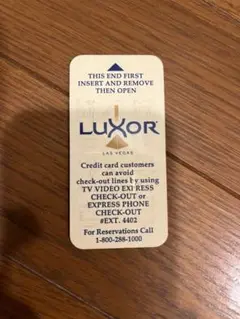 THIS END FIRST
INSERT AND REMOVE
THEN OPEN
LUXOR
LAS VEGAS
Credit card customers
can avoid
check-out lines by using
TV VIDEO EXPRESS
CHECK-OUT or
EXPRESS PHONE
CHECK-OUT
#EXT. 4402
For Reservations Call
1-800-288-1000